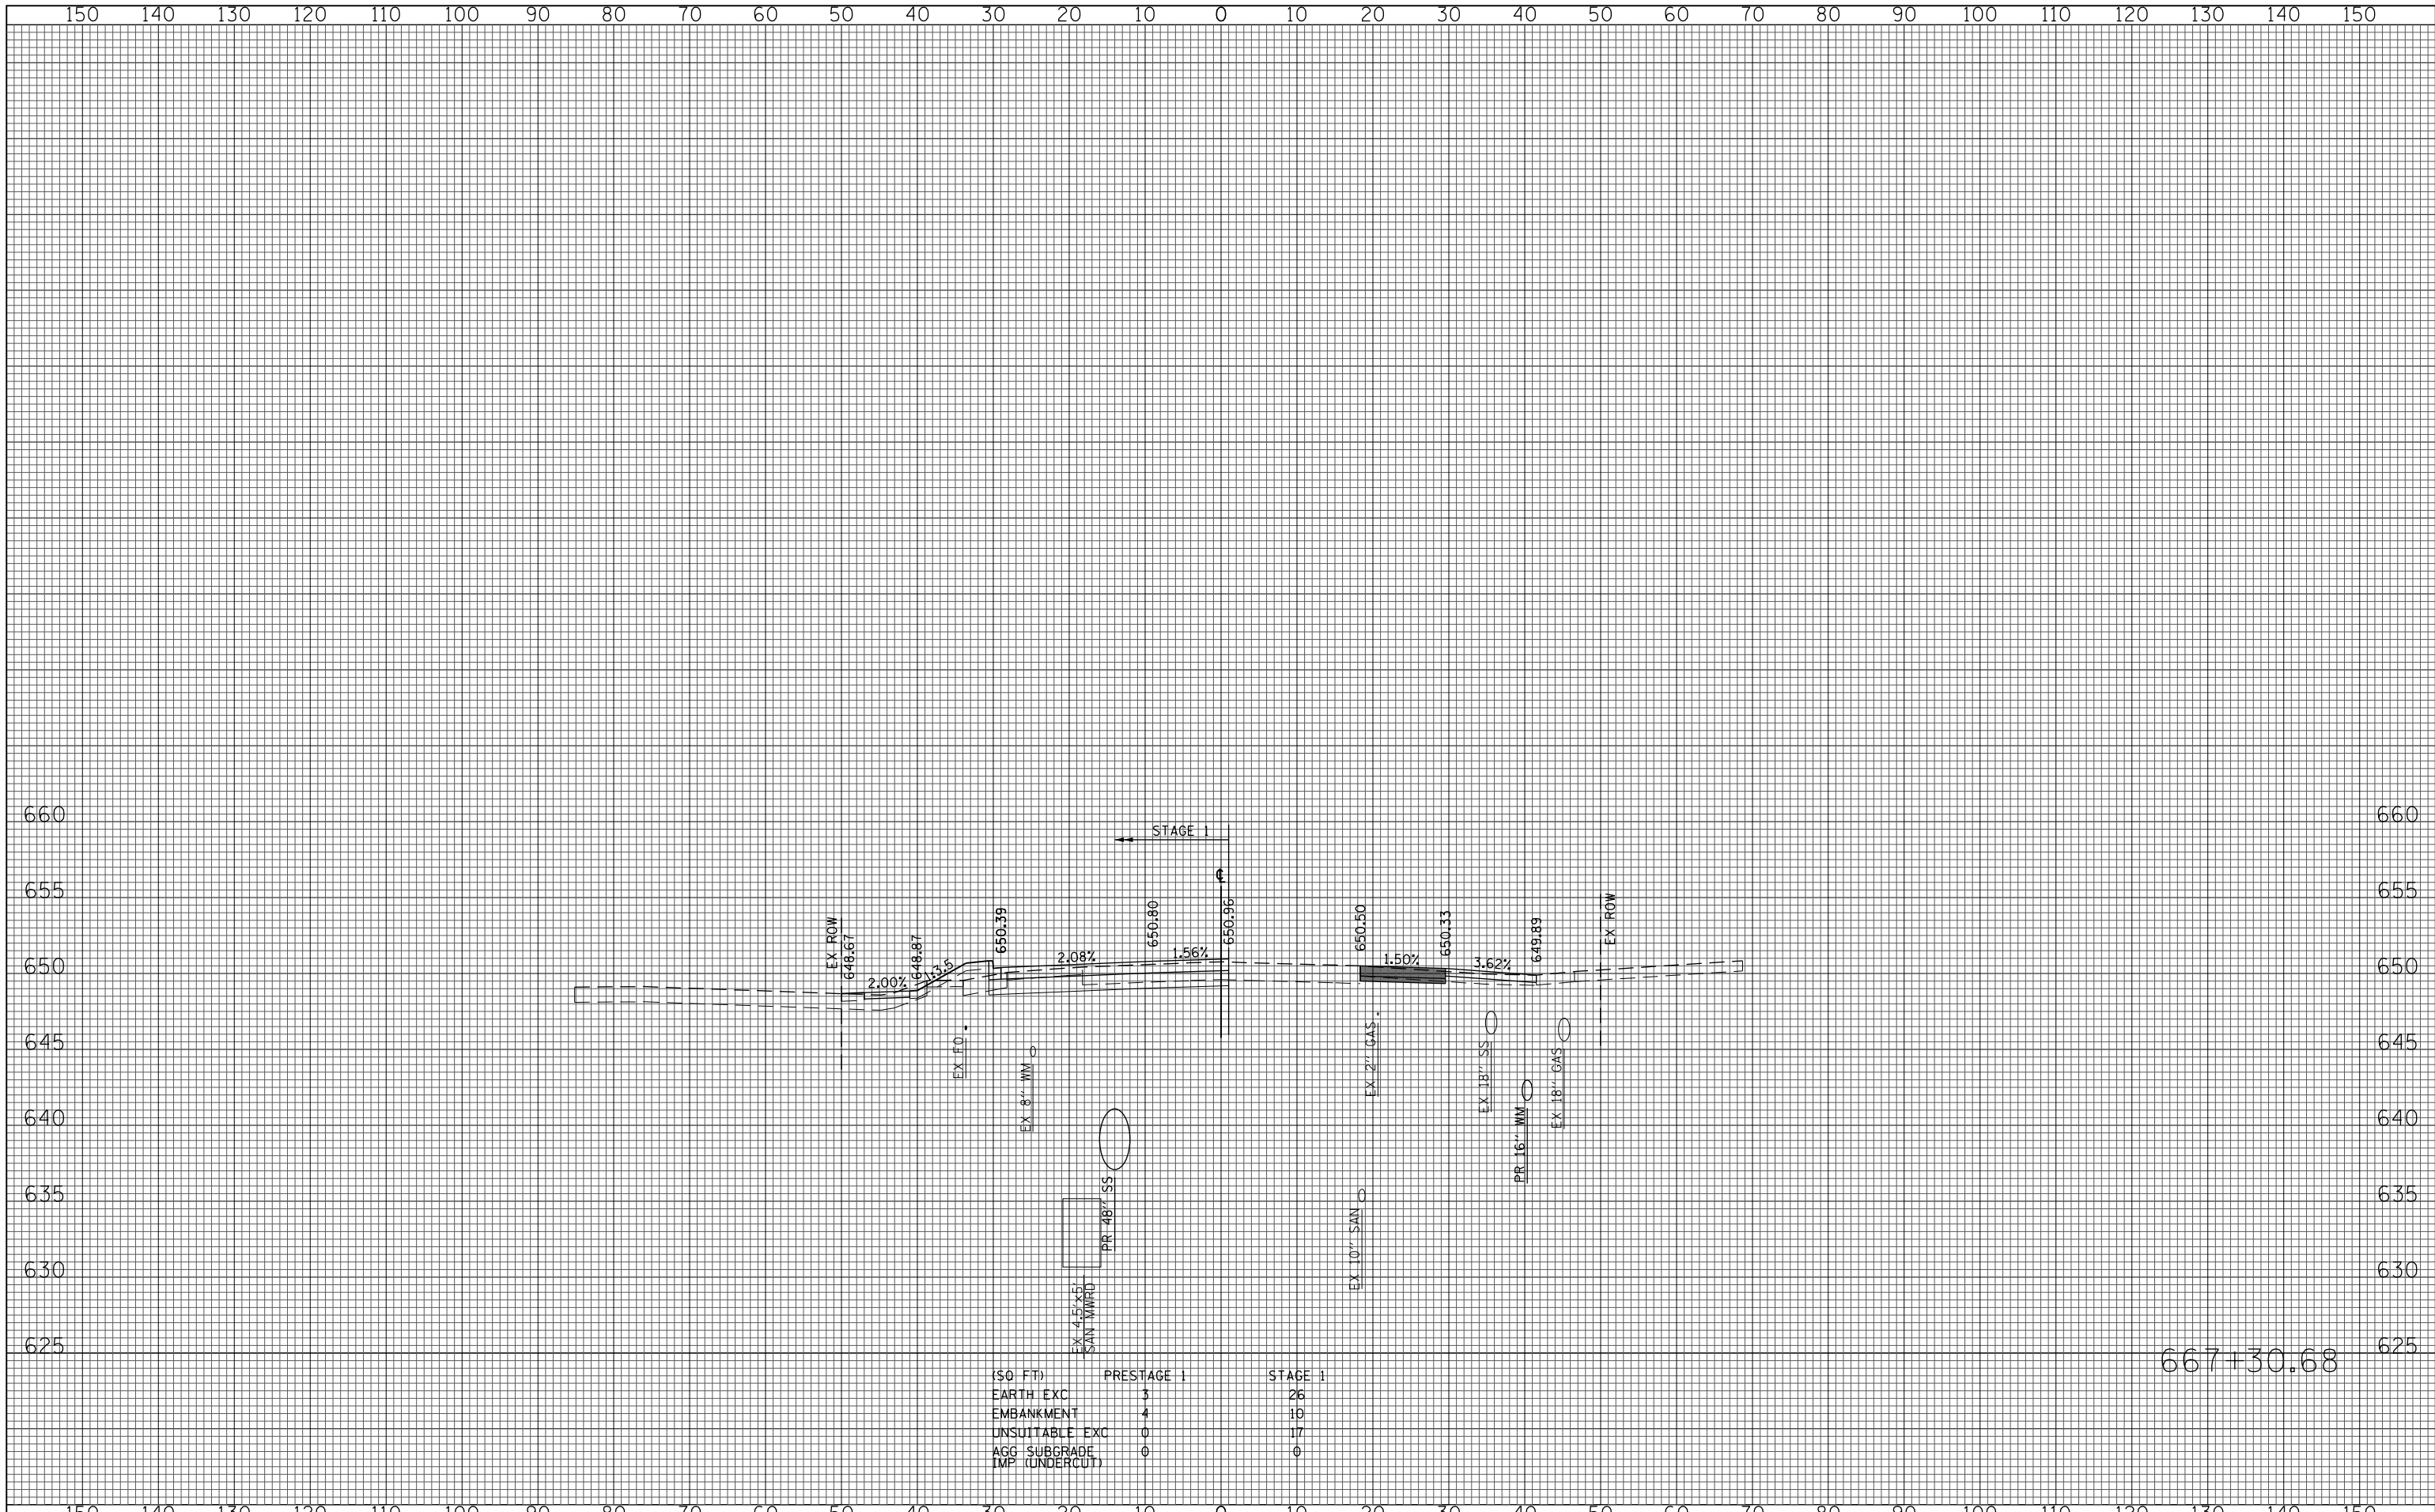 150 140 130 120 110 100 90 80 70 60 50 40 30 20 10 0 10 20 30 40 50 60 70 80 90 100 110 120 130 140 150
660 660
STAGE 1
℄
655 655
EX ROW
648.67
648.87
650.39
650.80
650.96
650.50
650.33
649.89
EX ROW
650 650
2.00%
1:3.5
2.08%
1.56%
1.50%
3.62%
645 645
EX FO
EX 8" WM
EX 2" GAS
EX 18" SS
PR 16" WM
EX 18" GAS
640 640
635 635
PR 48" SS
EX 10" SAN
630 630
EX 4.5'x5'
SAN MWRD
625 625
667+30.68
(SQ FT) PRESTAGE 1 STAGE 1
EARTH EXC 3 26
EMBANKMENT 4 10
UNSUITABLE EXC 0 17
AGG SUBGRADE 0 0
IMP (UNDERCUT)
150 140 130 120 110 100 90 80 70 60 50 40 30 20 10 0 10 20 30 40 50 60 70 80 90 100 110 120 130 140 150